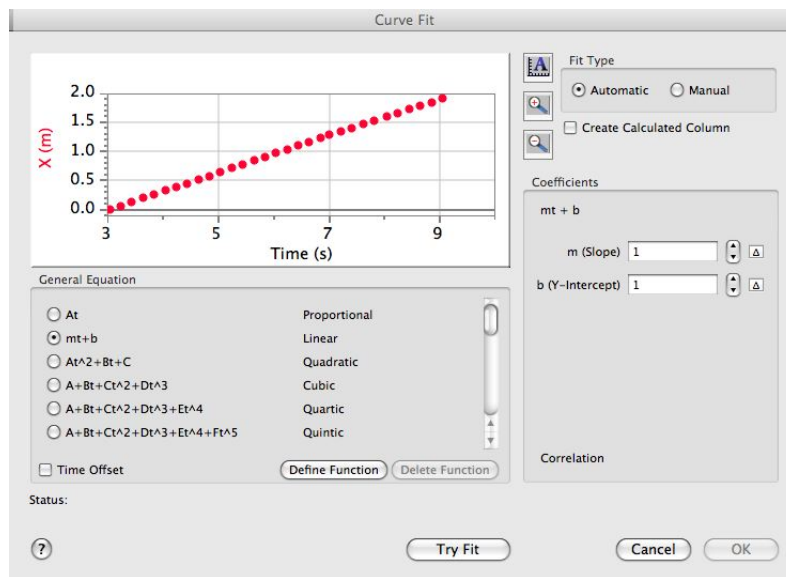 Curve Fit
2.0
1.5
1.0
0.5
0.0
X (m)
3 5 7 9
Time (s)
A
Fit Type
Automatic Manual
Create Calculated Column
Coefficients
mt + b
m (Slope) 1 Δ
b (Y-Intercept) 1 Δ
Correlation
General Equation
At Proportional
mt+b Linear
At^2+Bt+C Quadratic
A+Bt+Ct^2+Dt^3 Cubic
A+Bt+Ct^2+Dt^3+Et^4 Quartic
A+Bt+Ct^2+Dt^3+Et^4+Ft^5 Quintic
Time Offset Define Function Delete Function
Status:
? Try Fit Cancel OK